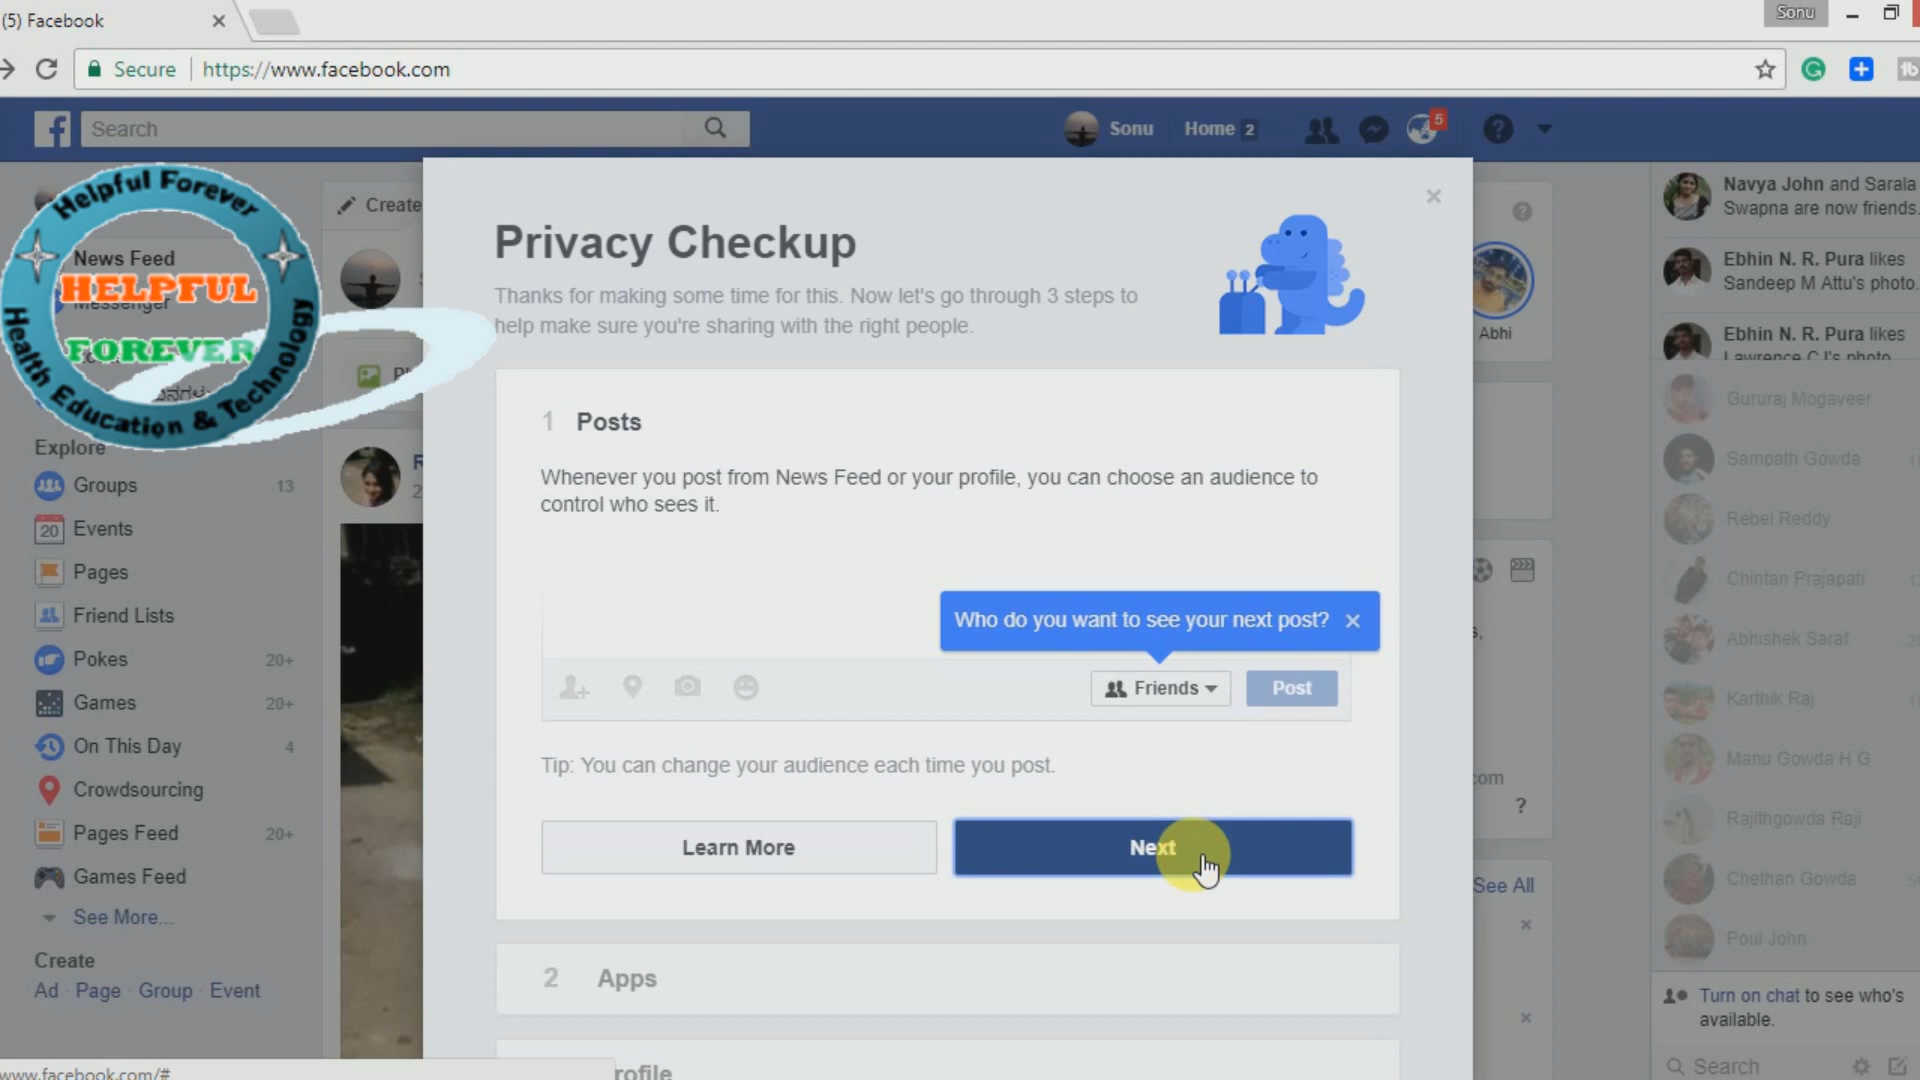 (5) Facebook
Sonu
Secure
https://www.facebook.com
Search
Sonu
Home 2
5
Helpful Forever
HELPFUL
FOREVER
Health Education & Technology
News Feed
Messenger
Explore
Groups 13
20 Events
Pages
Friend Lists
Pokes 20+
Games 20+
On This Day 4
Crowdsourcing
Pages Feed 20+
Games Feed
See More...
Create
Ad · Page · Group · Event
www.facebook.com/#
Create
Privacy Checkup
Thanks for making some time for this. Now let's go through 3 steps to
help make sure you're sharing with the right people.
1 Posts
Whenever you post from News Feed or your profile, you can choose an audience to
control who sees it.
Who do you want to see your next post?
Friends
Post
Tip: You can change your audience each time you post.
Learn More
Next
2 Apps
rofile
Abhi
com
?
See All
Navya John and Sarala
Swapna are now friends.
Ebhin N. R. Pura likes
Sandeep M Attu's photo.
Ebhin N. R. Pura likes
Lawrence C J's photo
Gururaj Mogaveer
Sampath Gowda
Rebel Reddy
Chintan Prajapati
Abhishek Saraf
Karthik Raj
Manu Gowda H G
Rajithgowda Raji
Chethan Gowda
Poul John
Turn on chat to see who's
available.
Search